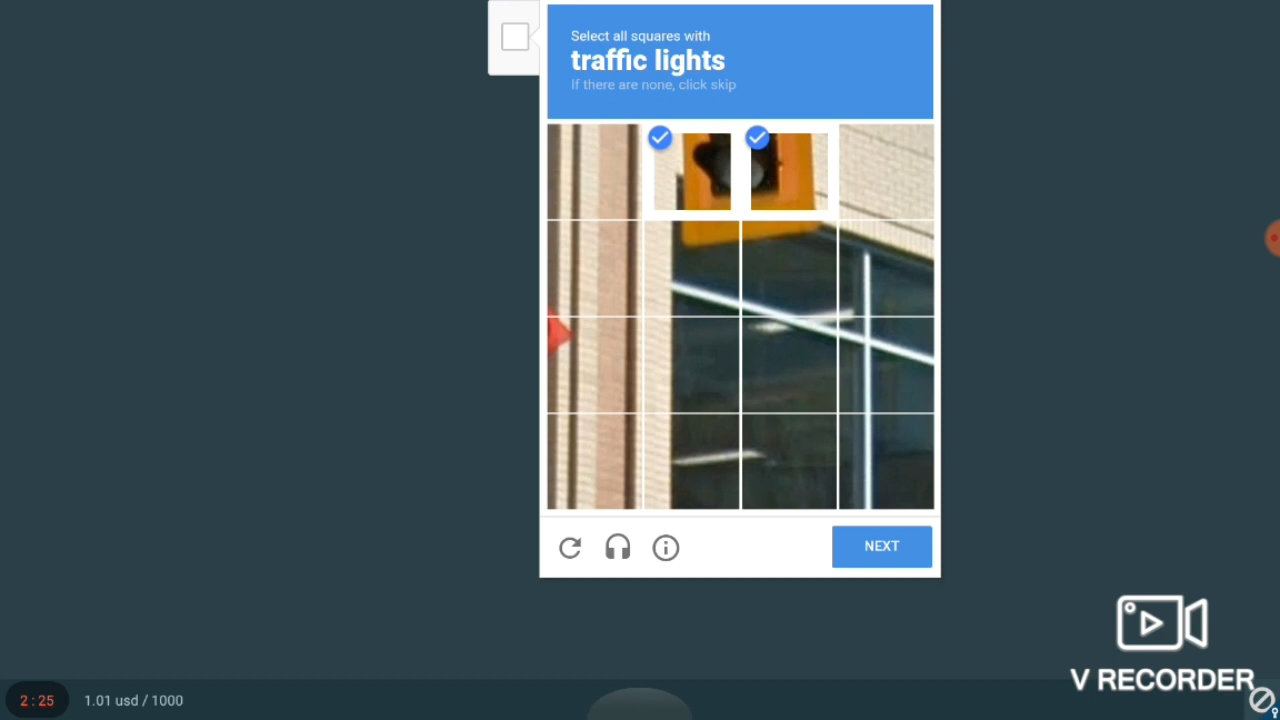 Select all squares with
traffic lights
If there are none, click skip
NEXT
V RECORDER
2:25
1.01 usd / 1000